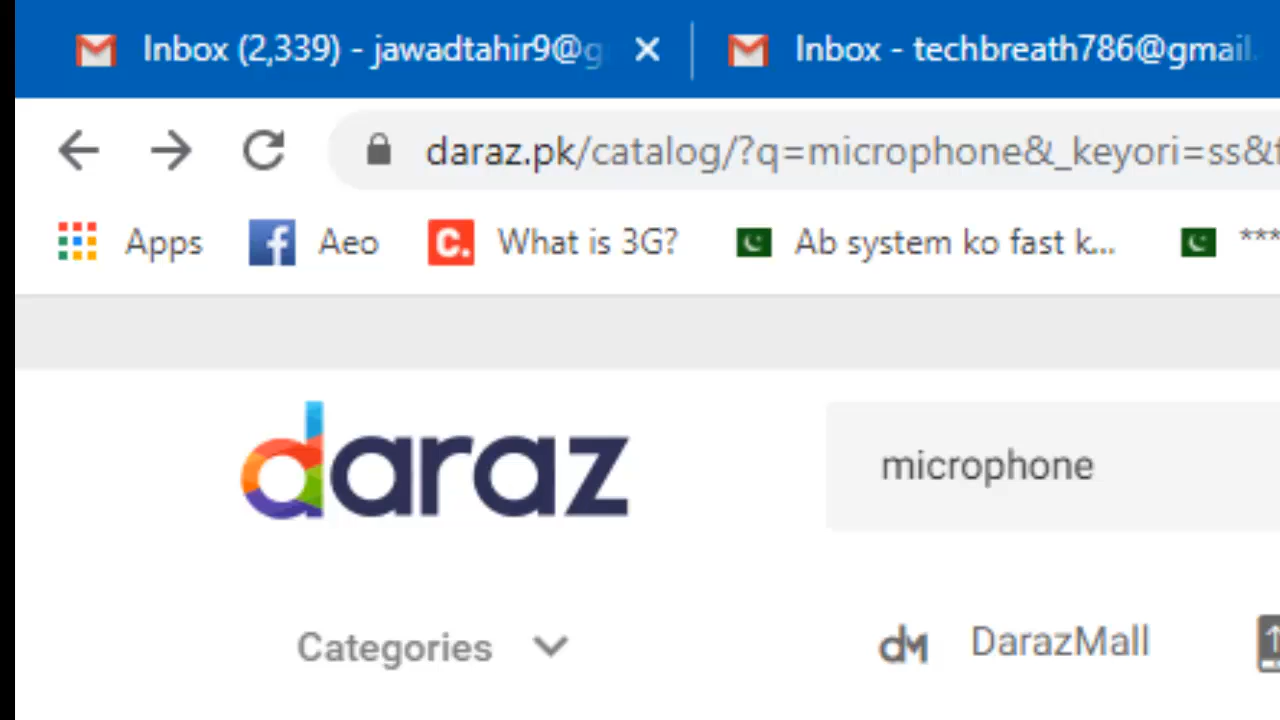 Inbox (2,339) - jawadtahir9@g
Inbox - techbreath786@gmail.
daraz.pk/catalog/?q=microphone&_keyori=ss&f
Apps Aeo What is 3G? Ab system ko fast k... ***
daraz
microphone
Categories
DarazMall